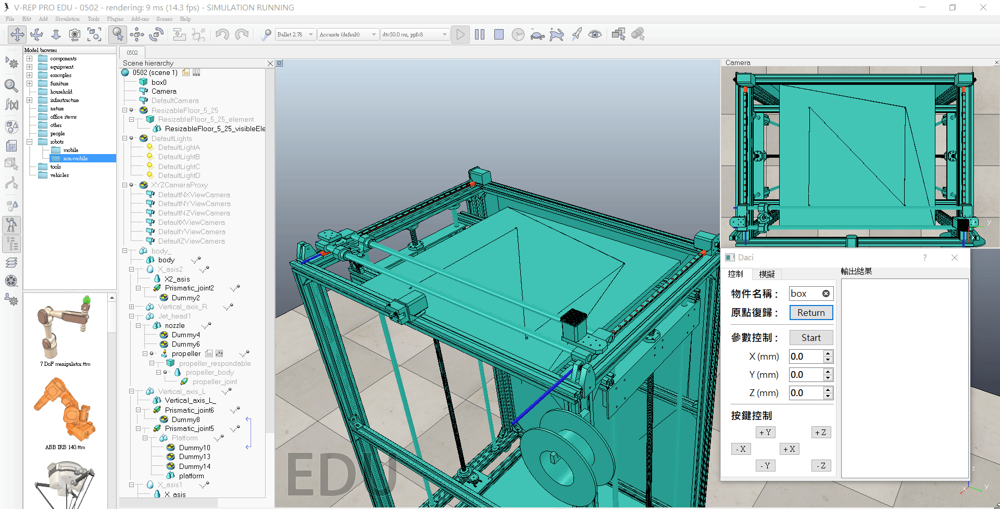 V-REP PRO EDU - 0502 - rendering: 9 ms (14.3 fps) - SIMULATION RUNNING
File Edit Add Simulation Tools Plugins Add-ons Scenes Help
Bullet 2.78 Accurate (default) dt=50.0 ms, ppf=8
Model browser
components
equipment
examples
furniture
household
infrastructure
nature
office items
other
people
robots
mobile
non-mobile
tools
vehicles
7 DoF manipulator.ttm
ABB IRB 140.ttm
0502
Scene hierarchy
0502 (scene 1)
box0
Camera
DefaultCamera
ResizableFloor_5_25
ResizableFloor_5_25_element
ResizableFloor_5_25_visibleEle
DefaultLights
DefaultLightA
DefaultLightB
DefaultLightC
DefaultLightD
XYZCameraProxy
DefaultNXViewCamera
DefaultNYViewCamera
DefaultNZViewCamera
DefaultXViewCamera
DefaultYViewCamera
DefaultZViewCamera
body_
body
X_asis2
X2_asis
Prismatic_joint2
Dummy2
Vertical_axis_R
Jet_head1
nozzle
Dummy4
Dummy6
propeller
propeller_respondable
propeller_body
propeller_joint
Vertical_axis_L
Vertical_axis_L_
Prismatic_joint6
Dummy8
Prismatic_joint5
Platform
Dummy10
Dummy13
Dummy14
platform
X_asis1
X_asis
EDU
Camera
z
y
x
Daci ?
控制 模擬
輸出結果
物件名稱： box
原點復歸： Return
參數控制： Start
X (mm) 0.0
Y (mm) 0.0
Z (mm) 0.0
按鍵控制
+ Y + Z
- X + X
- Y - Z
z
x
y